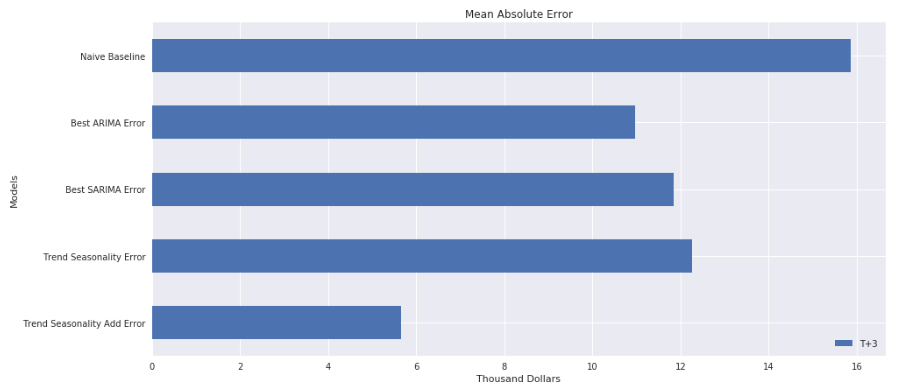 Mean Absolute Error
Naive Baseline
Best ARIMA Error
Best SARIMA Error
Models
Trend Seasonality Error
Trend Seasonality Add Error
T+3
0 2 4 6 8 10 12 14 16
Thousand Dollars